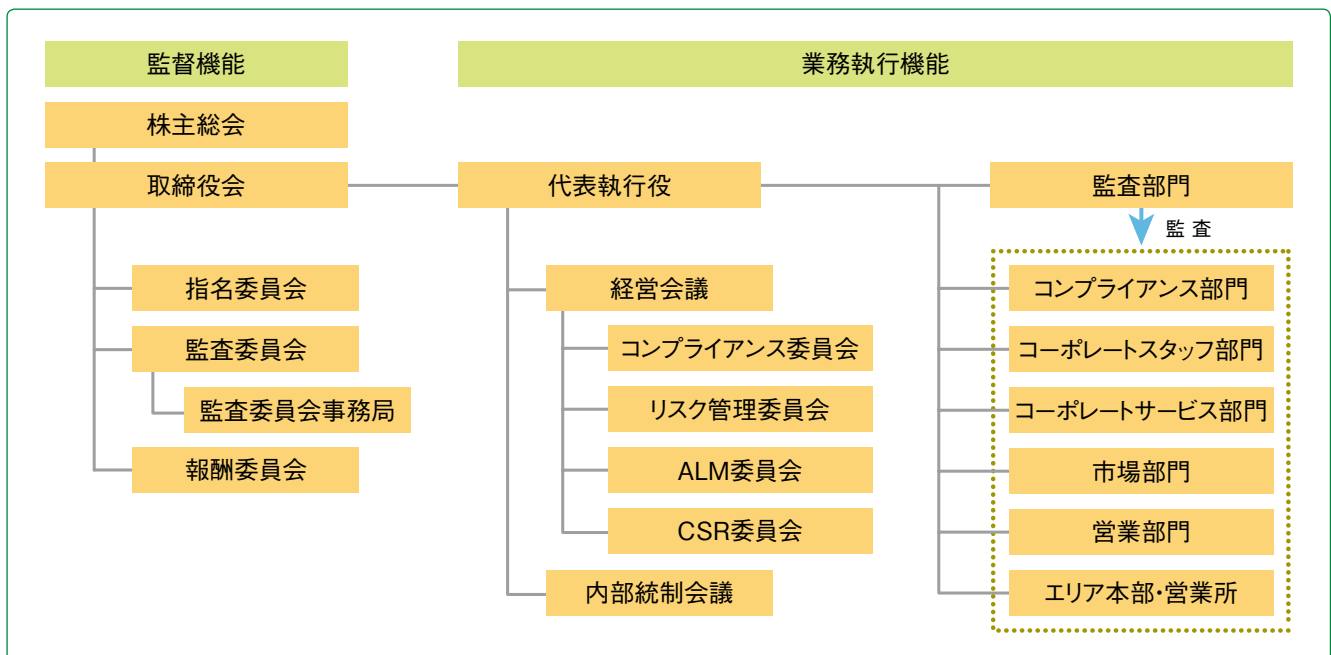 監督機能
業務執行機能
株主総会
取締役会
代表執行役
監査部門
監査
指名委員会
監査委員会
監査委員会事務局
報酬委員会
経営会議
コンプライアンス委員会
リスク管理委員会
ALM委員会
CSR委員会
内部統制会議
コンプライアンス部門
コーポレートスタッフ部門
コーポレートサービス部門
市場部門
営業部門
エリア本部・営業所